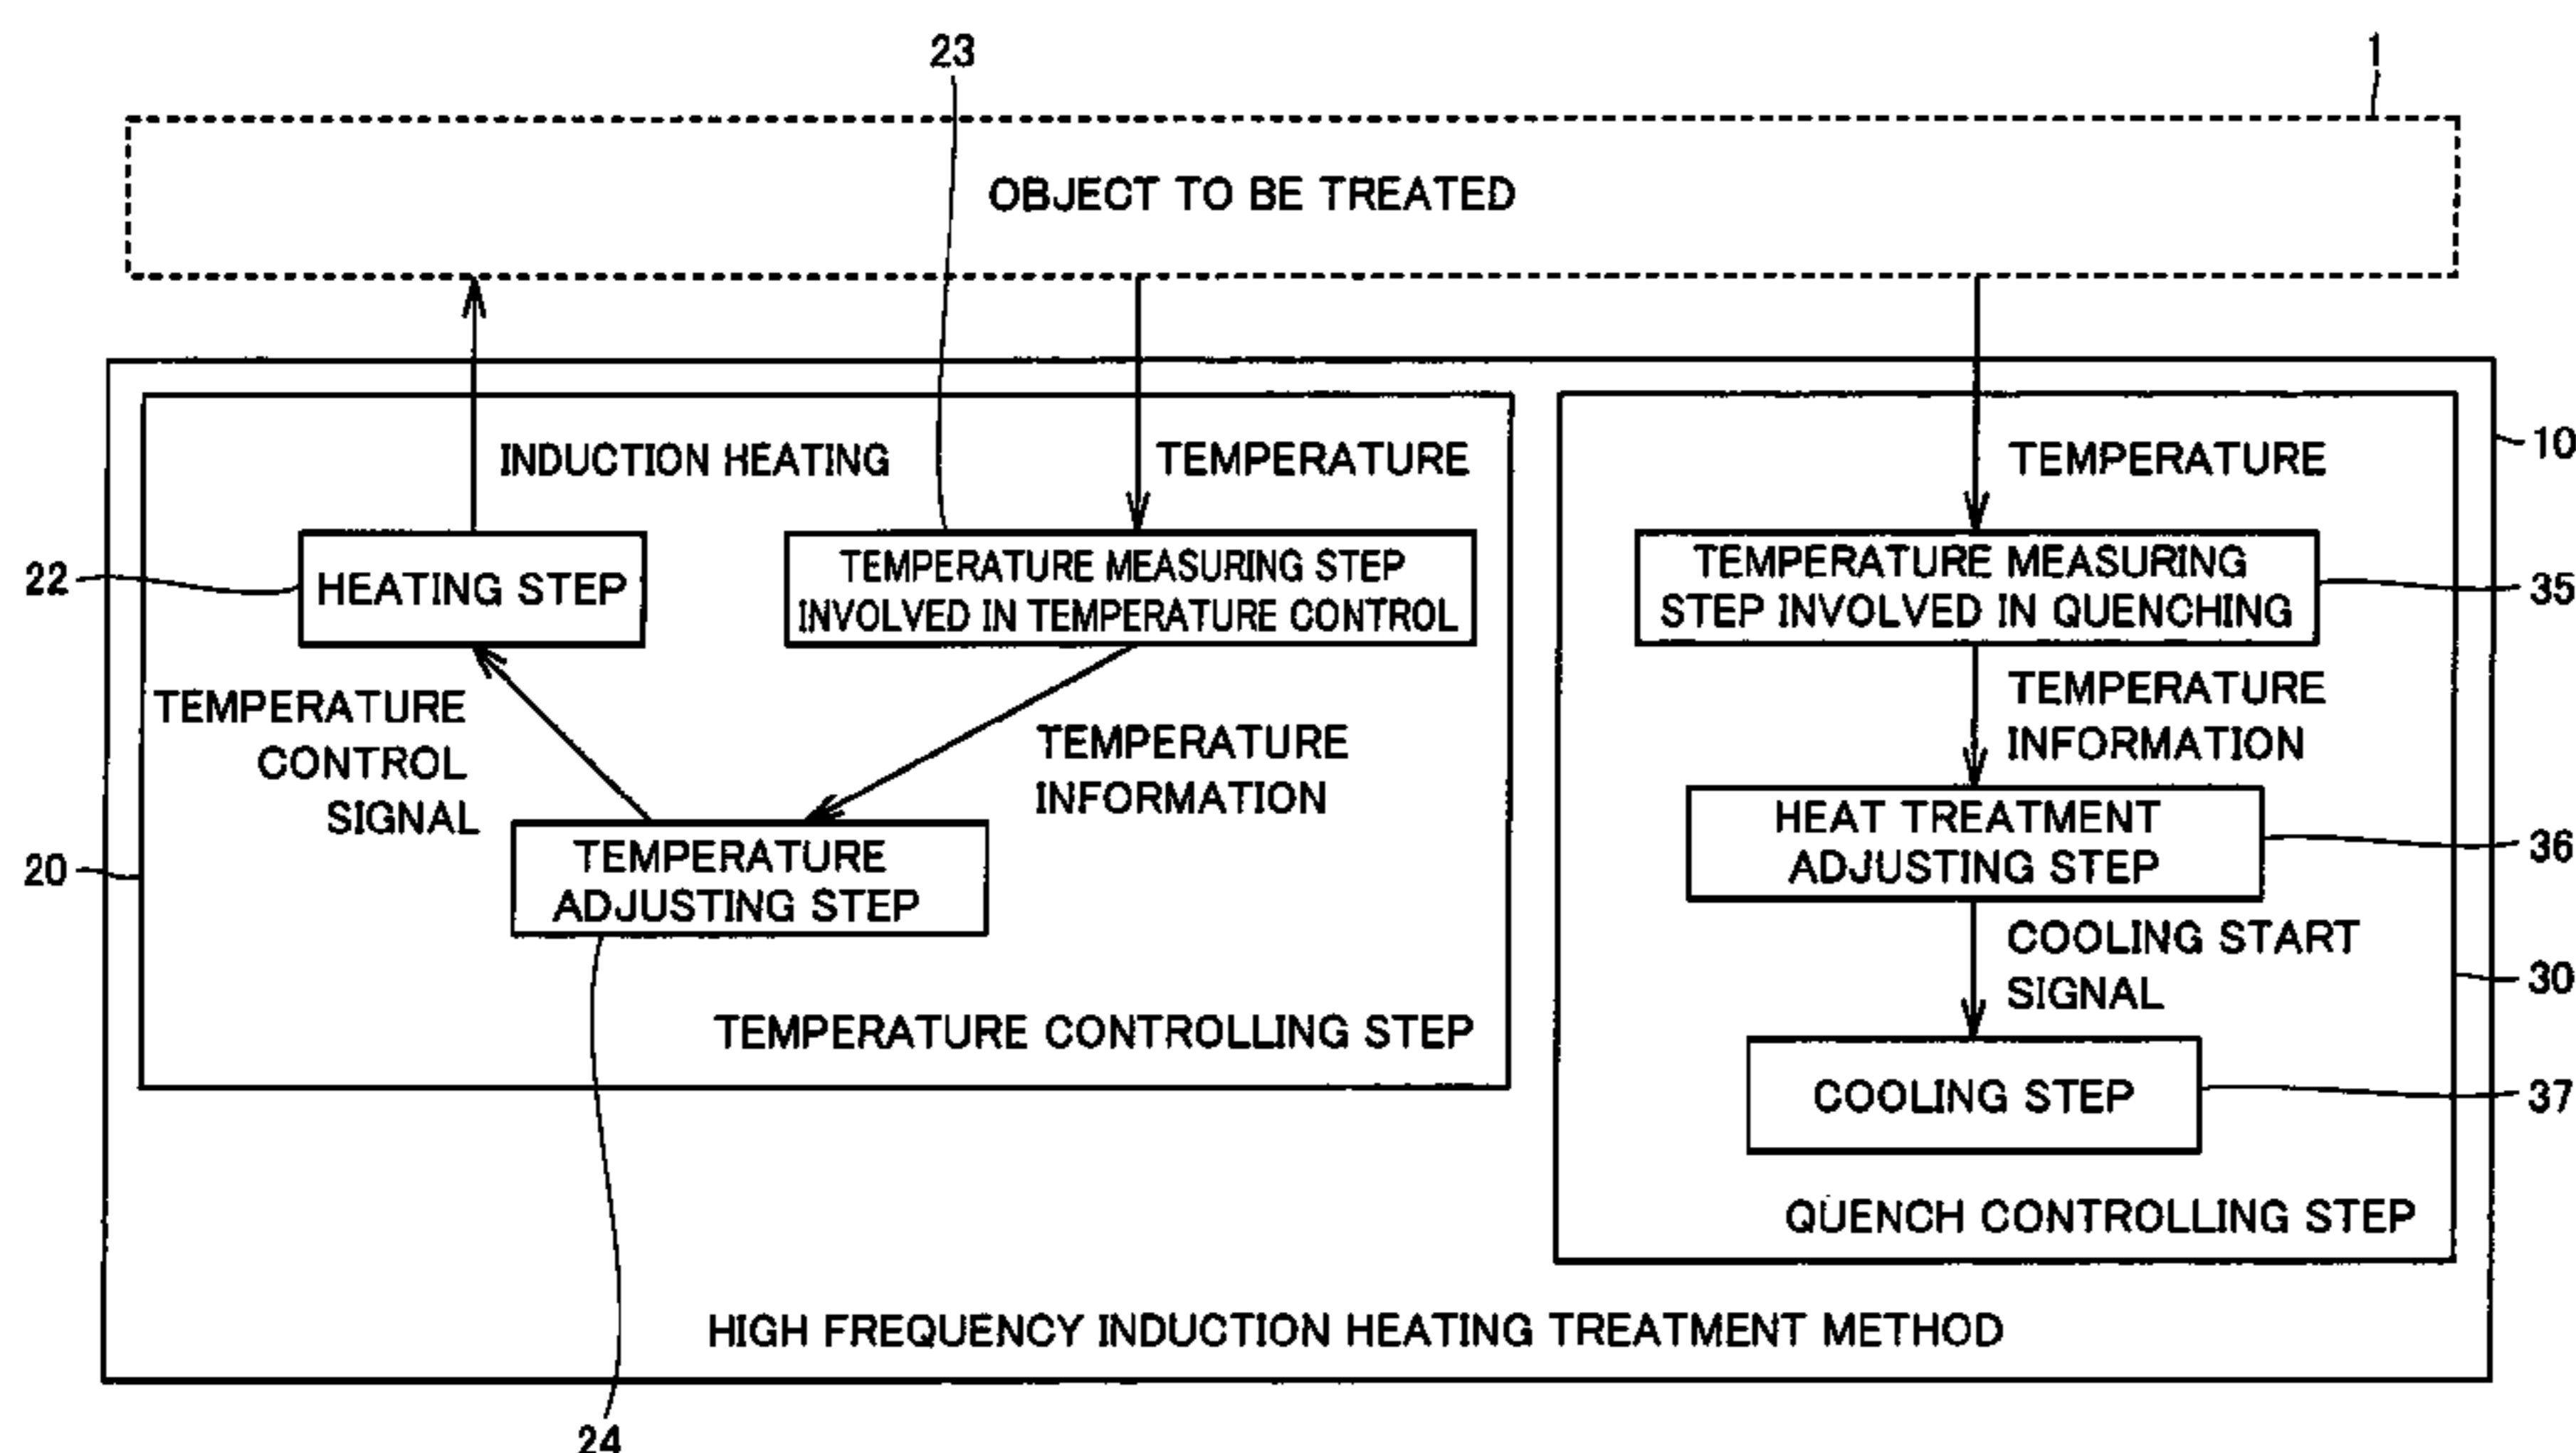 23
1
OBJECT TO BE TREATED
INDUCTION HEATING
TEMPERATURE
TEMPERATURE
10
22
HEATING STEP
TEMPERATURE MEASURING STEP
INVOLVED IN TEMPERATURE CONTROL
TEMPERATURE MEASURING
STEP INVOLVED IN QUENCHING
35
TEMPERATURE
CONTROL
SIGNAL
TEMPERATURE
INFORMATION
TEMPERATURE
INFORMATION
20
TEMPERATURE
ADJUSTING STEP
HEAT TREATMENT
ADJUSTING STEP
36
COOLING START
SIGNAL
30
TEMPERATURE CONTROLLING STEP
COOLING STEP
37
QUENCH CONTROLLING STEP
HIGH FREQUENCY INDUCTION HEATING TREATMENT METHOD
24